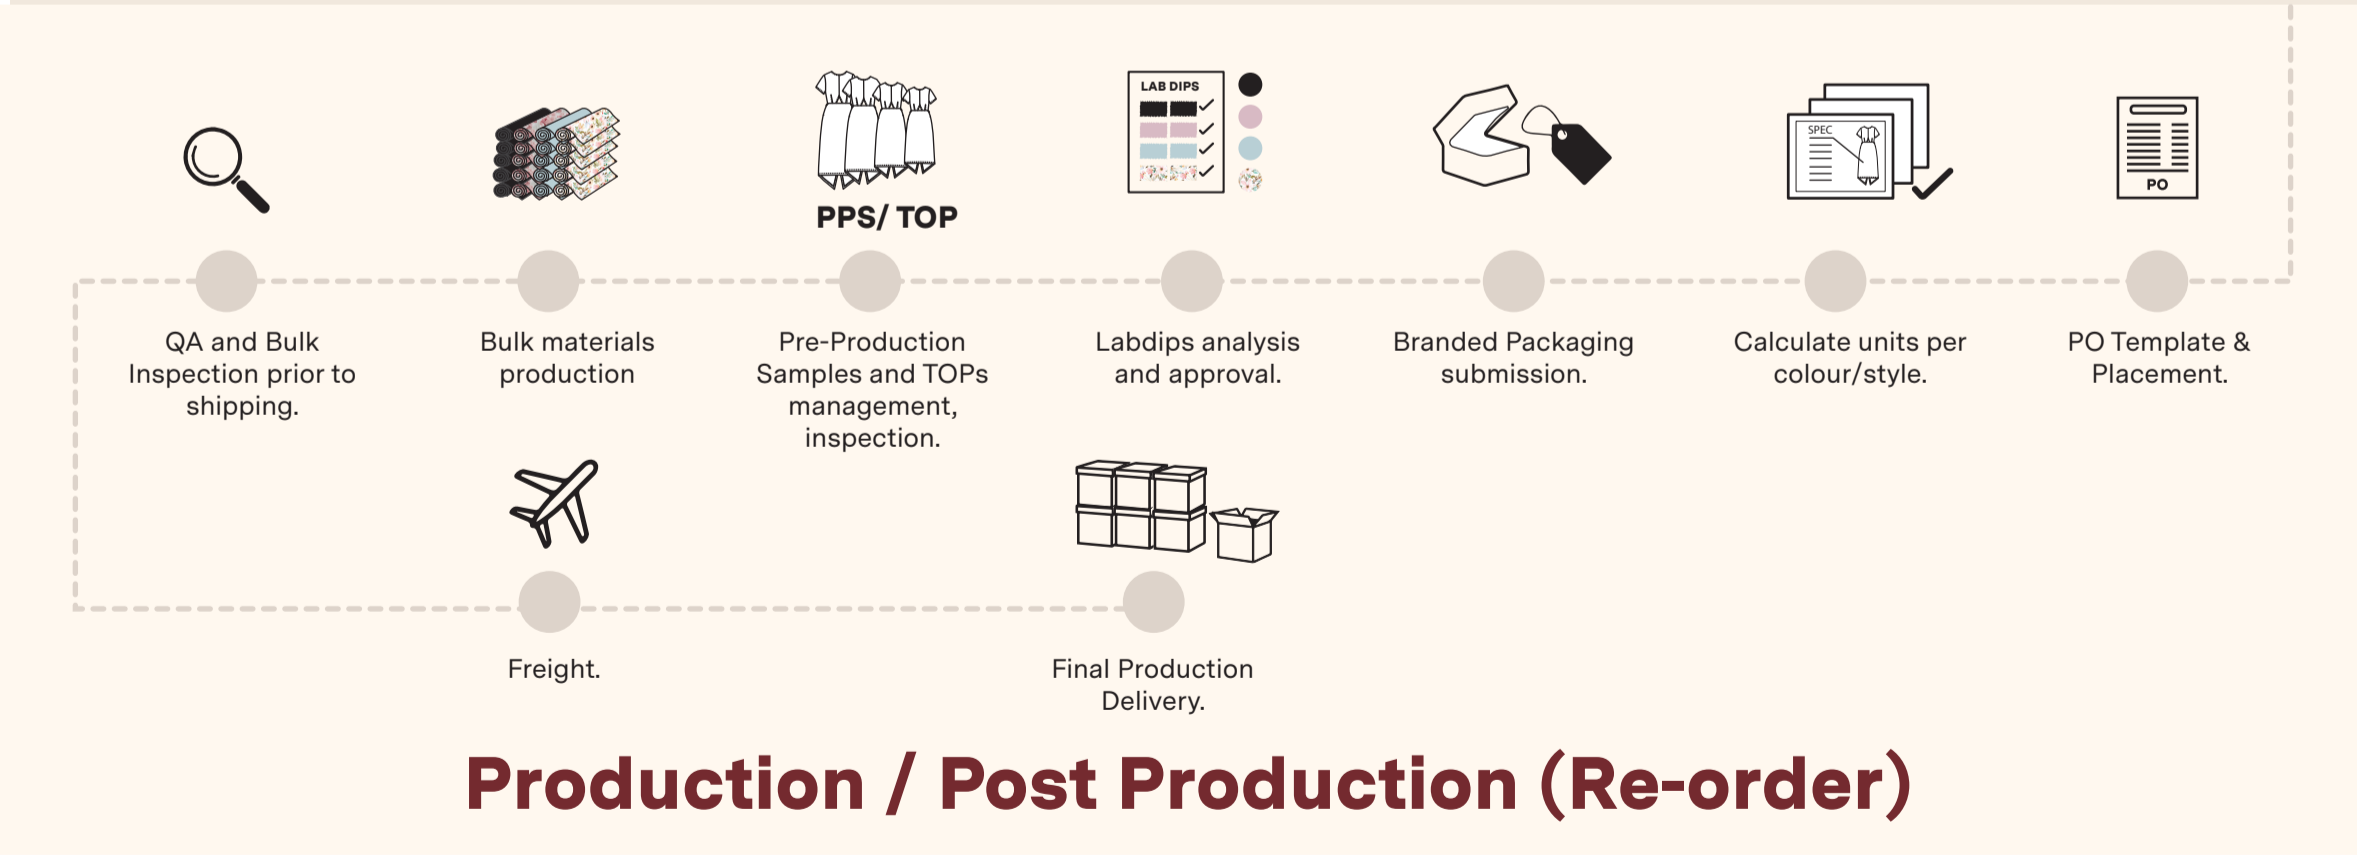 LAB DIPS
SPEC
PO
PPS/ TOP
QA and Bulk
Inspection prior to
shipping.
Bulk materials
production
Pre-Production
Samples and TOPs
management,
inspection.
Labdips analysis
and approval.
Branded Packaging
submission.
Calculate units per
colour/style.
PO Template &
Placement.
Freight.
Final Production
Delivery.
Production / Post Production (Re-order)